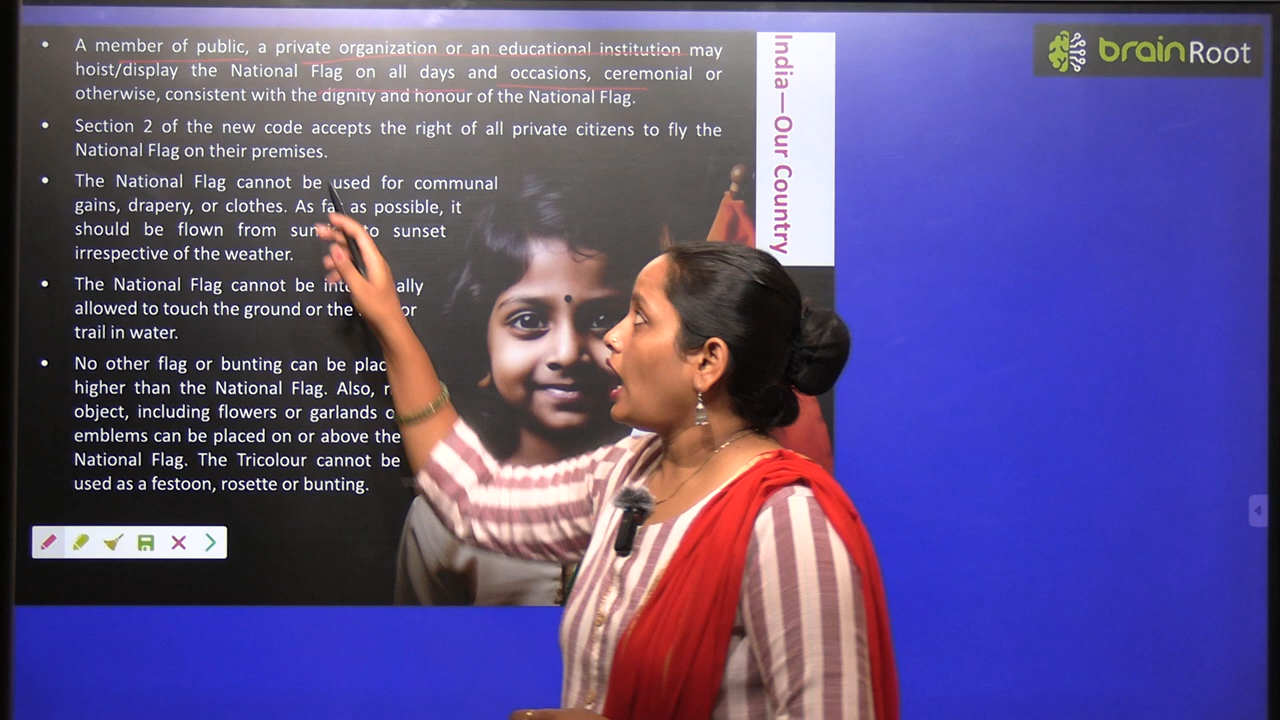 • A member of public, a private organization or an educational institution may
hoist/display the National Flag on all days and occasions, ceremonial or
otherwise, consistent with the dignity and honour of the National Flag.
• Section 2 of the new code accepts the right of all private citizens to fly the
National Flag on their premises.
• The National Flag cannot be used for communal
gains, drapery, or clothes. As far as possible, it
should be flown from to sunset
irrespective of the weather.
• The National Flag cannot be
allowed to touch the ground or the or
trail in water.
• No other flag or bunting can be
higher than the National Flag. Also,
object, including flowers or garlands
emblems can be placed on or above the
National Flag. The Tricolour cannot be
used as a festoon, rosette or bunting.
India—Our Country
brainRoot